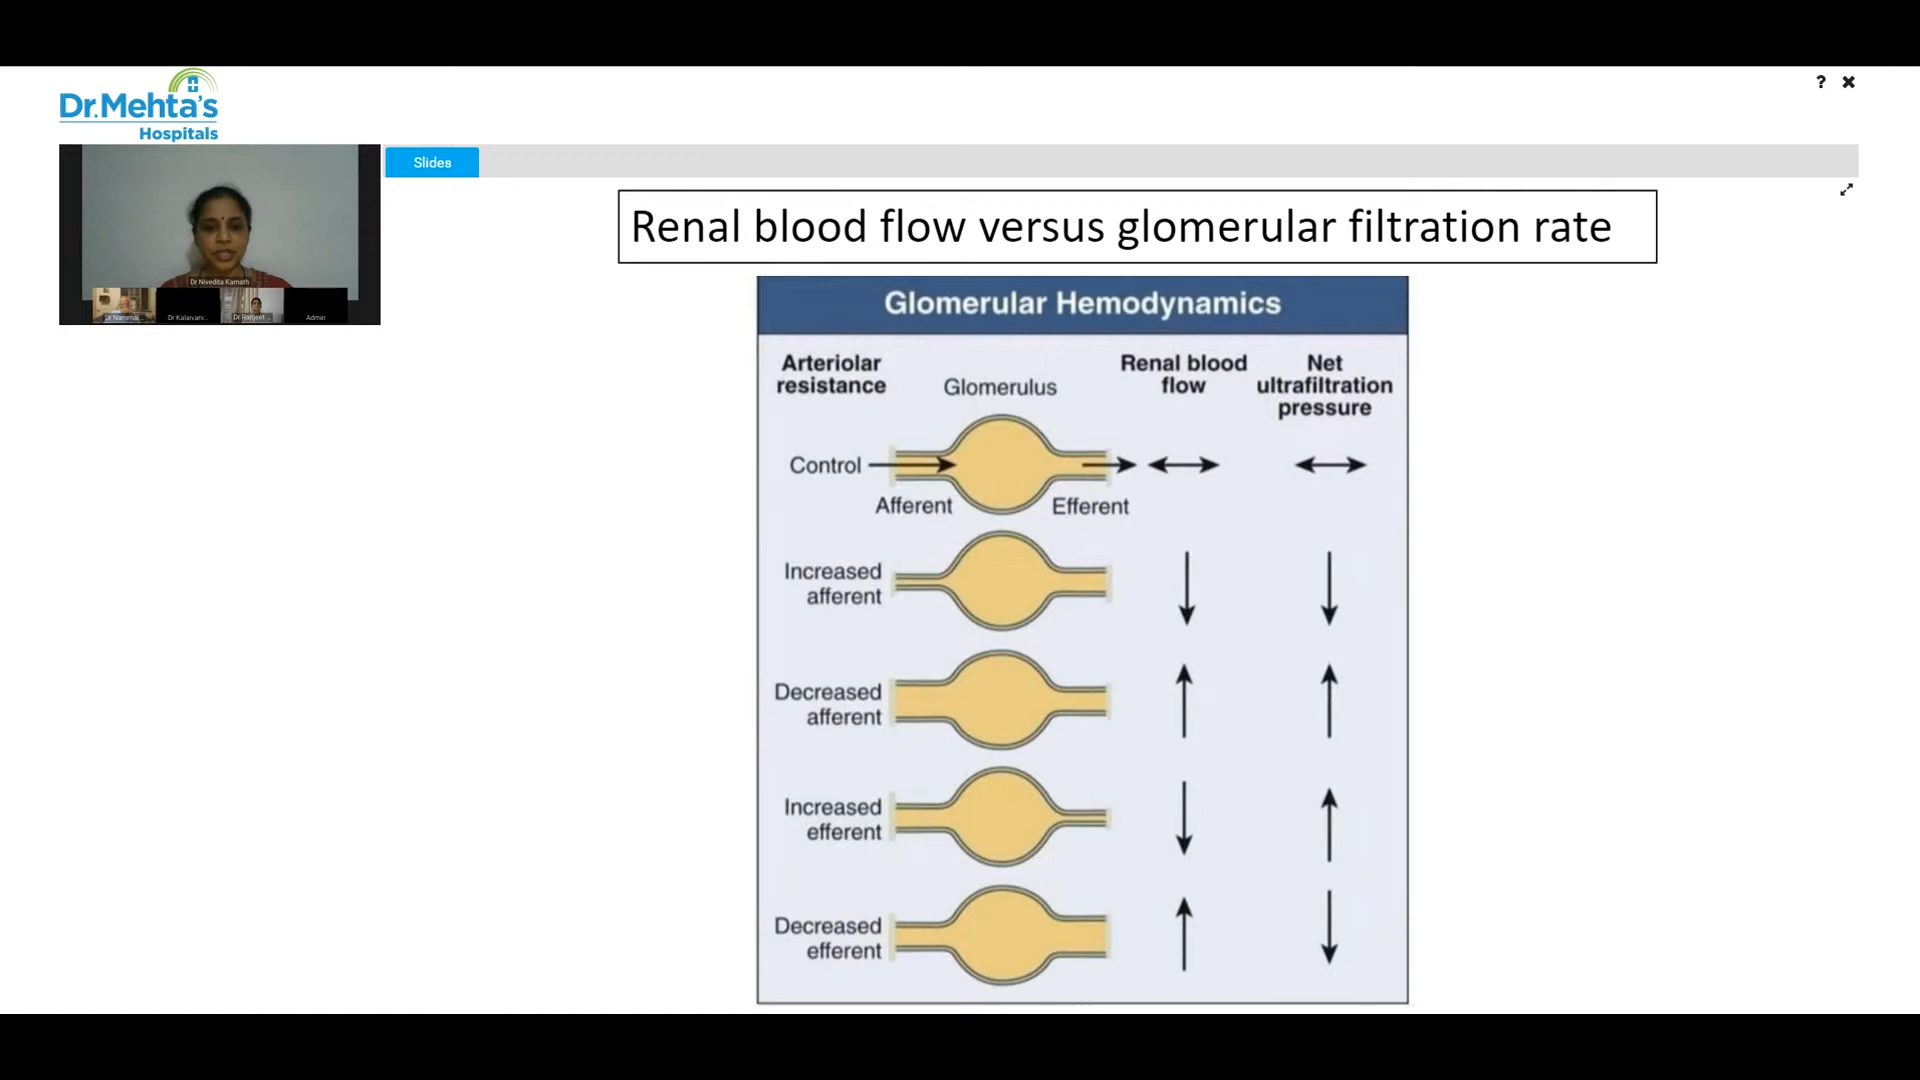 Dr.Mehta's
Hospitals
? ✖
Slides
Dr Nivedita Kamath
Dr Nammal...
Dr Kalaivani...
Dr Ranjeet ...
Admin
Renal blood flow versus glomerular filtration rate
Glomerular Hemodynamics
Arteriolar
resistance
Glomerulus
Renal blood
flow
Net
ultrafiltration
pressure
Control
Afferent
Efferent
Increased
afferent
Decreased
afferent
Increased
efferent
Decreased
efferent